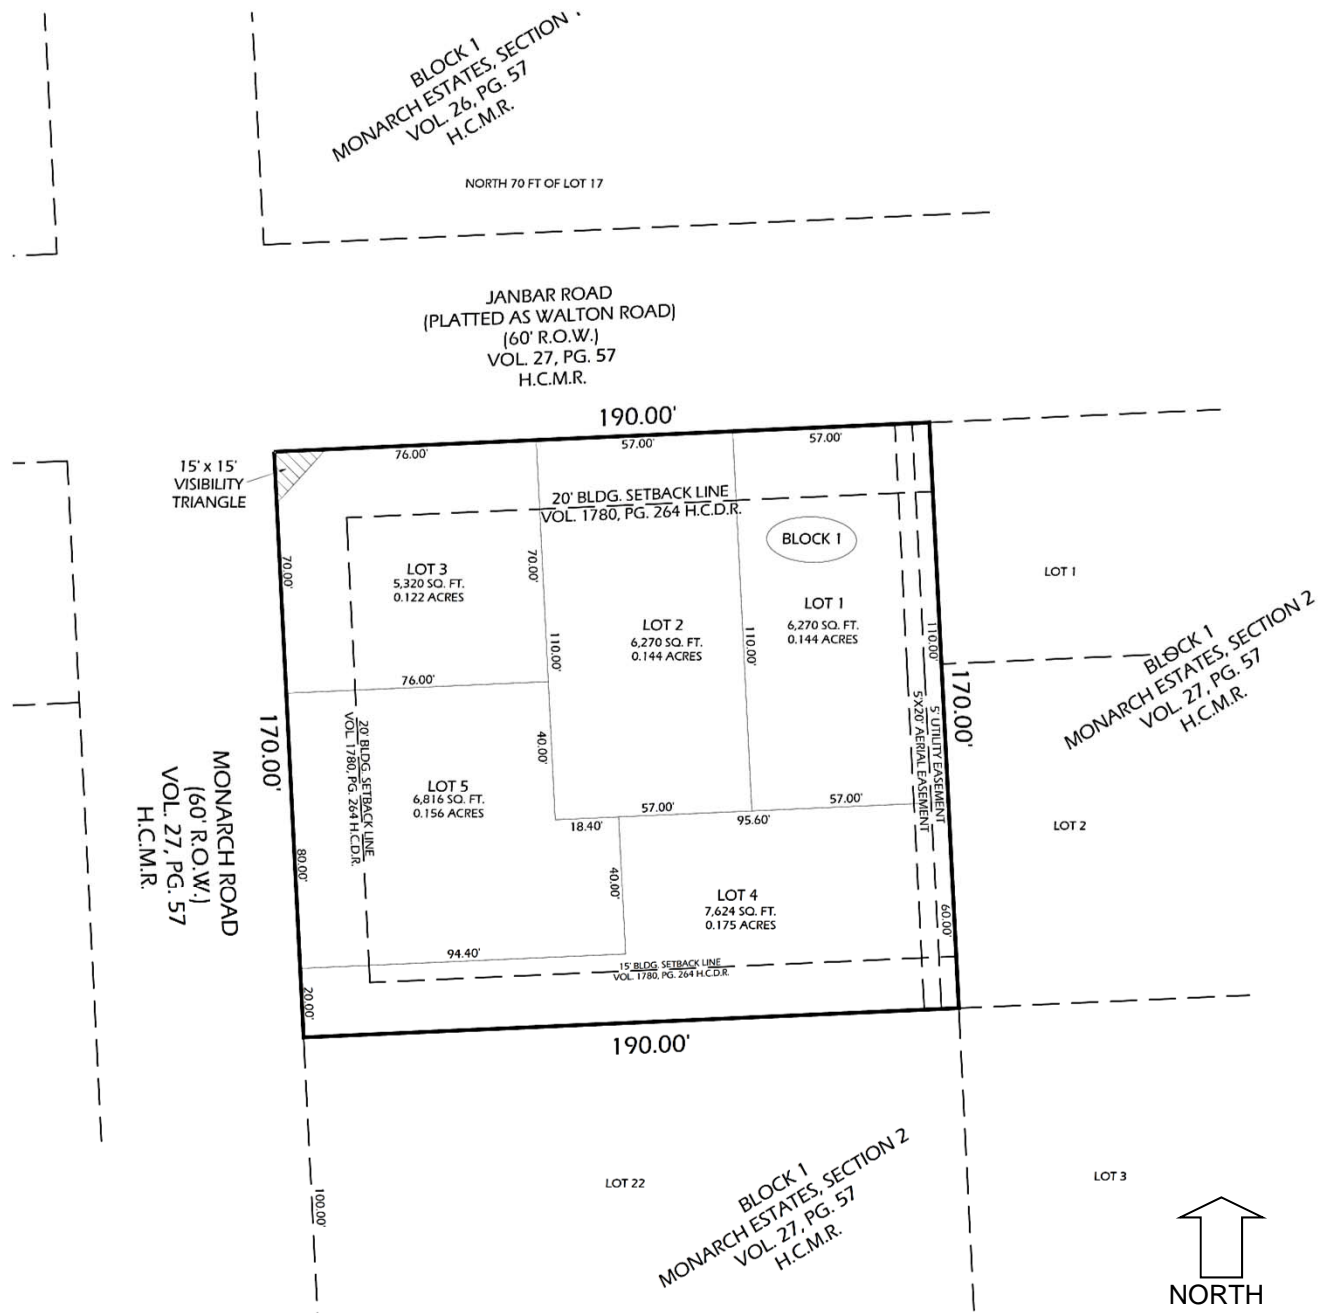 BLOCK 1
MONARCH ESTATES, SECTION
VOL. 26, PG. 57
H.C.M.R.
NORTH 70 FT OF LOT 17
JANBAR ROAD
(PLATTED AS WALTON ROAD)
(60' R.O.W.)
VOL. 27, PG. 57
H.C.M.R.
190.00'
76.00'
57.00'
57.00'
15' x 15'
VISIBILITY
TRIANGLE
20' BLDG. SETBACK LINE
VOL. 1780, PG. 264 H.C.D.R.
BLOCK 1
70.00'
LOT 3
5,320 SQ. FT.
0.122 ACRES
70.00'
LOT 2
6,270 SQ. FT.
0.144 ACRES
LOT 1
6,270 SQ. FT.
0.144 ACRES
110.00'
110.00'
110.00'
LOT 1
BLOCK 1
MONARCH ESTATES, SECTION 2
VOL. 27, PG. 57
H.C.M.R.
76.00'
170.00'
170.00'
5' UTILITY EASEMENT
5'X20' AERIAL EASEMENT
20' BLDG. SETBACK LINE
VOL. 1780, PG. 264 H.C.D.R.
40.00'
LOT 5
6,816 SQ. FT.
0.156 ACRES
MONARCH ROAD
(60' R.O.W.)
VOL. 27, PG. 57
H.C.M.R.
80.00'
57.00'
57.00'
18.40'
95.60'
LOT 2
40.00'
LOT 4
7,624 SQ. FT.
0.175 ACRES
60.00'
94.40'
15' BLDG. SETBACK LINE
VOL. 1780, PG. 264 H.C.D.R.
20.00'
190.00'
100.00'
LOT 22
BLOCK 1
MONARCH ESTATES, SECTION 2
VOL. 27, PG. 57
H.C.M.R.
LOT 3
NORTH